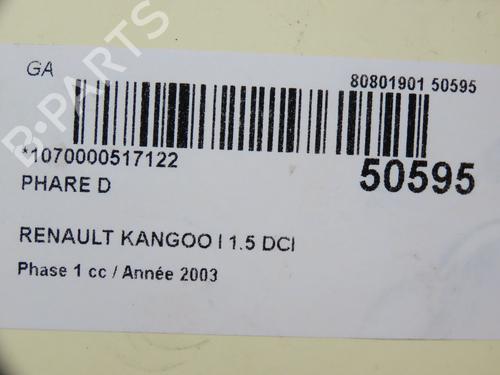 GA
80801901 50595
*1070000517122
50595
PHARE D
RENAULT KANGOO I 1.5 DCI
Phase 1 cc / Année 2003
B-PARTS